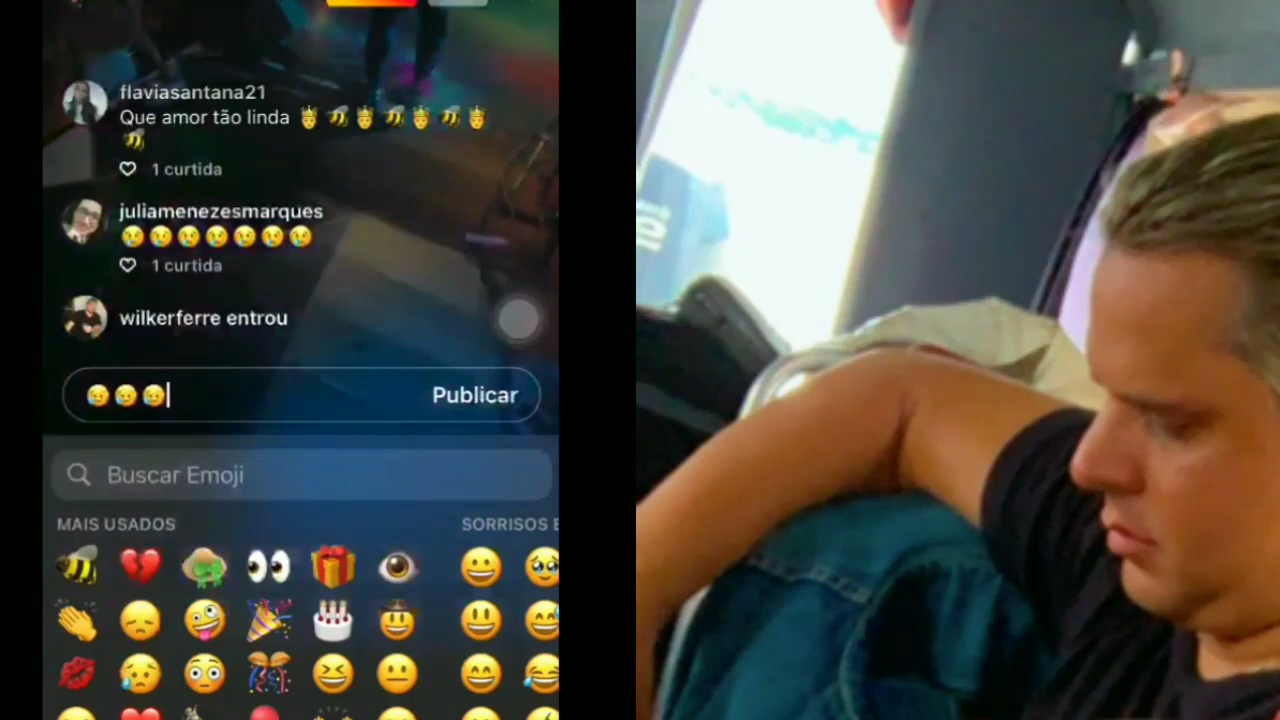 flaviasantana21
Que amor tão linda 🤴🐝🤴🐝🤴🐝🤴
🐝
1 curtida
juliamenezesmarques
😢😢😢😢😢😢😢
1 curtida
wilkerferre entrou
😢😢😢
Publicar
Buscar Emoji
MAIS USADOS
SORRISOS E